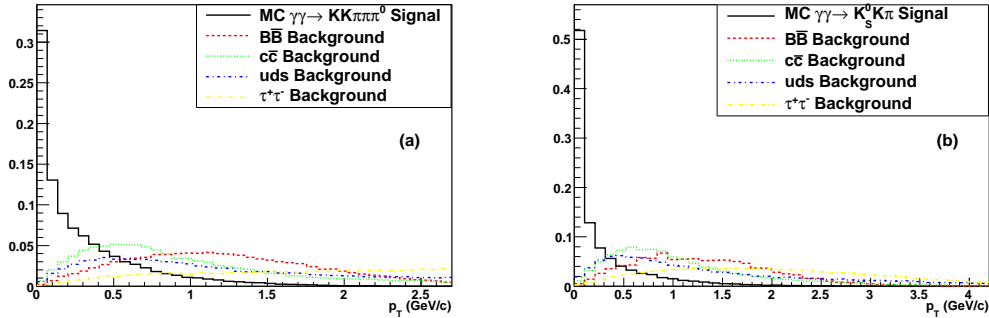 MC γγ→ KKπππ⁰ Signal
BB̅ Background
cc̅ Background
uds Background
τ⁺τ⁻ Background
(a)
0.3
0.25
0.2
0.15
0.1
0.05
0
0 0.5 1 1.5 2 2.5
p_T (GeV/c)
MC γγ→ K⁰_S Kπ Signal
BB̅ Background
cc̅ Background
uds Background
τ⁺τ⁻ Background
(b)
0.5
0.4
0.3
0.2
0.1
0
0 0.5 1 1.5 2 2.5 3 3.5 4
p_T (GeV/c)